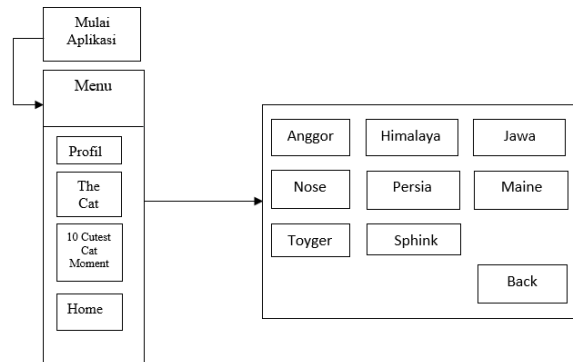 Mulai
Aplikasi
Menu
Profil
The
Cat
10 Cutest
Cat
Moment
Home
Anggor
Himalaya
Jawa
Nose
Persia
Maine
Toyger
Sphink
Back